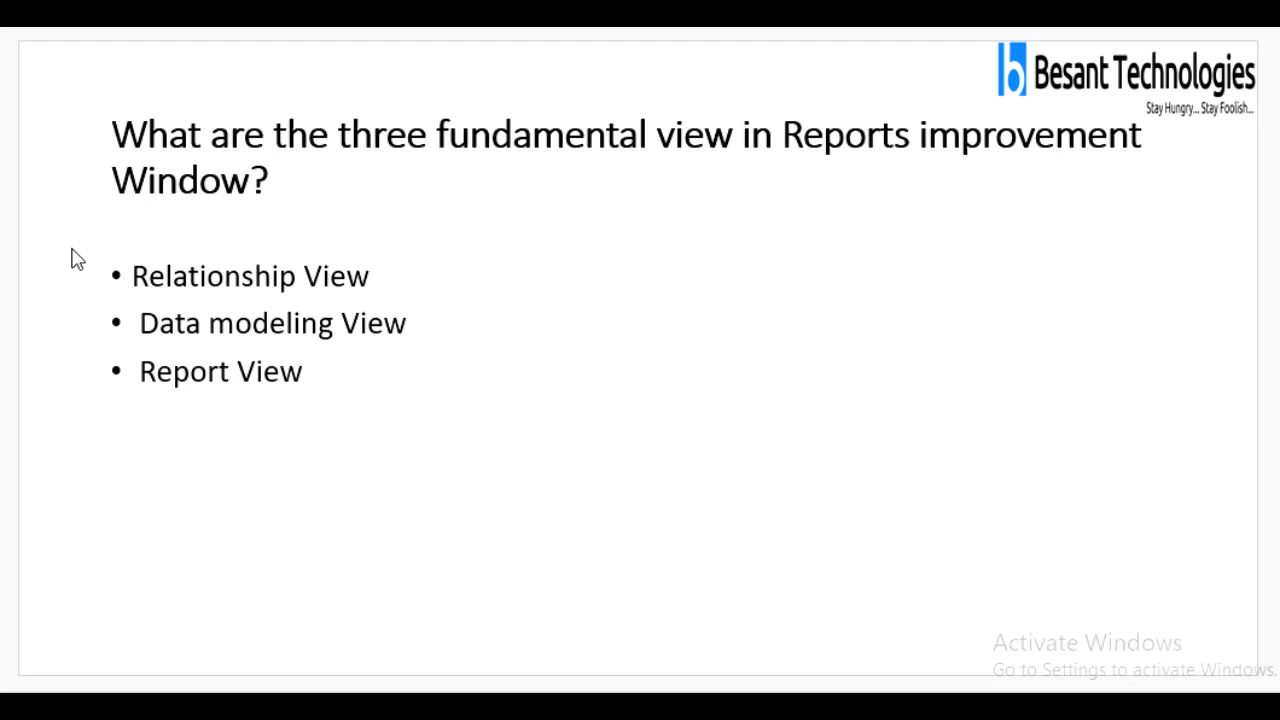 b Besant Technologies
Stay Hungry... Stay Foolish...
What are the three fundamental view in Reports improvement
Window?
• Relationship View
• Data modeling View
• Report View
Activate Windows
Go to Settings to activate Windows.